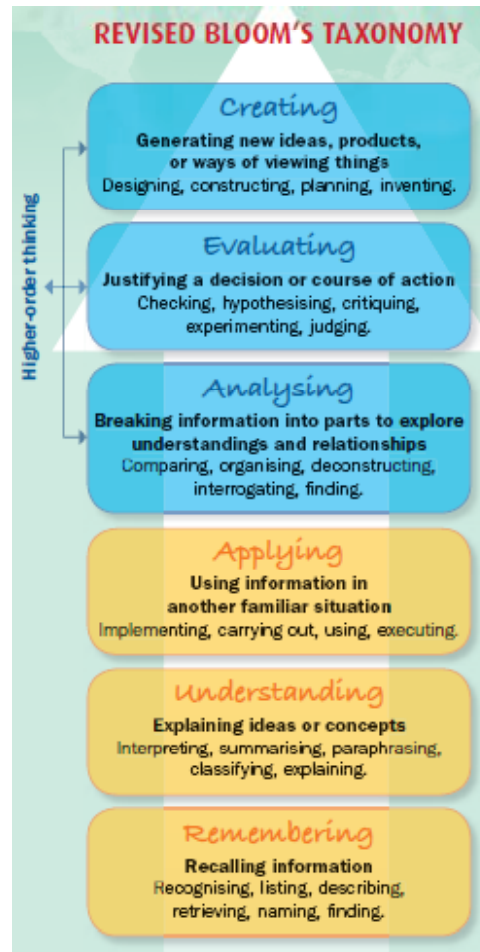 REVISED BLOOM'S TAXONOMY
Creating
Generating new ideas, products,
or ways of viewing things
Designing, constructing, planning, inventing.
Higher-order thinking
Evaluating
Justifying a decision or course of action
Checking, hypothesising, critiquing,
experimenting, judging.
Analysing
Breaking information into parts to explore
understandings and relationships
Comparing, organising, deconstructing,
interrogating, finding.
Applying
Using information in
another familiar situation
Implementing, carrying out, using, executing.
Understanding
Explaining ideas or concepts
Interpreting, summarising, paraphrasing,
classifying, explaining.
Remembering
Recalling information
Recognising, listing, describing,
retrieving, naming, finding.